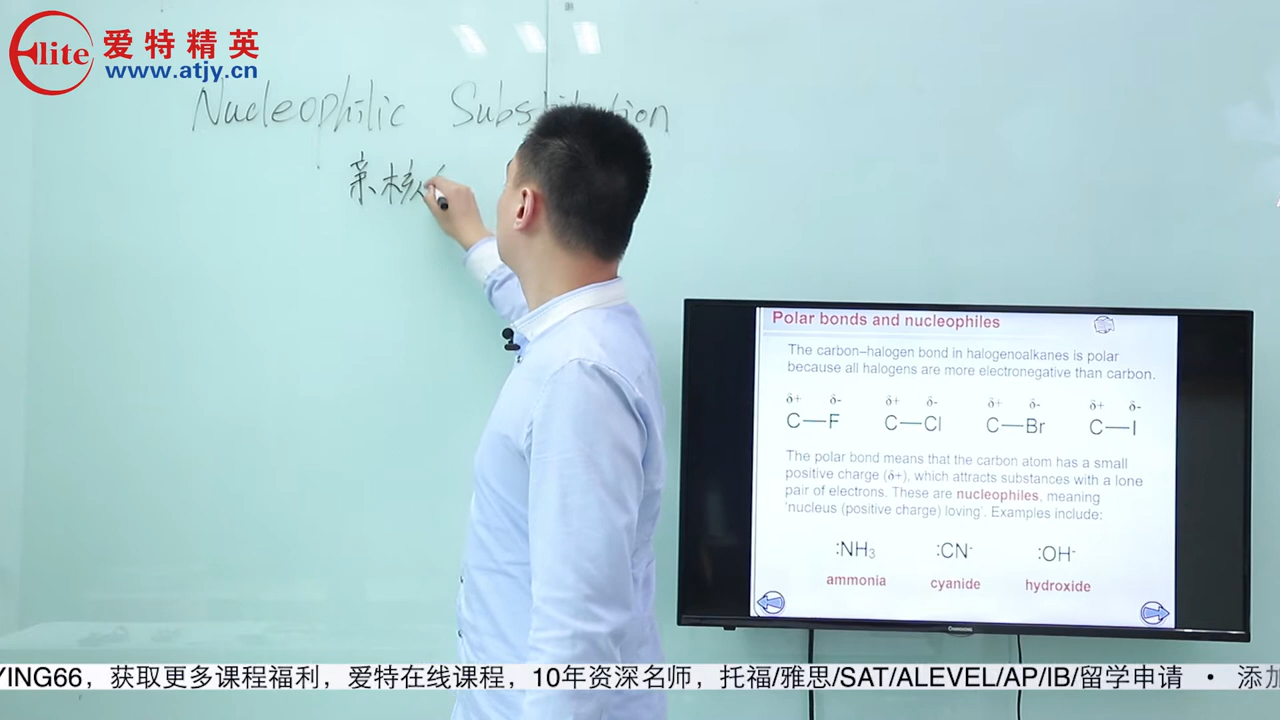 Elite 爱特精英
www.atjy.cn
Nucleophilic Substitution
亲核
Polar bonds and nucleophiles
The carbon–halogen bond in halogenoalkanes is polar
because all halogens are more electronegative than carbon.
δ+ δ- δ+ δ- δ+ δ- δ+ δ-
C—F C—Cl C—Br C—I
The polar bond means that the carbon atom has a small
positive charge (δ+), which attracts substances with a lone
pair of electrons. These are nucleophiles, meaning
'nucleus (positive charge) loving'. Examples include:
:NH₃ :CN⁻ :OH⁻
ammonia cyanide hydroxide
CHANGHONG
YING66，获取更多课程福利，爱特在线课程，10年资深名师，托福/雅思/SAT/ALEVEL/AP/IB/留学申请 • 添加